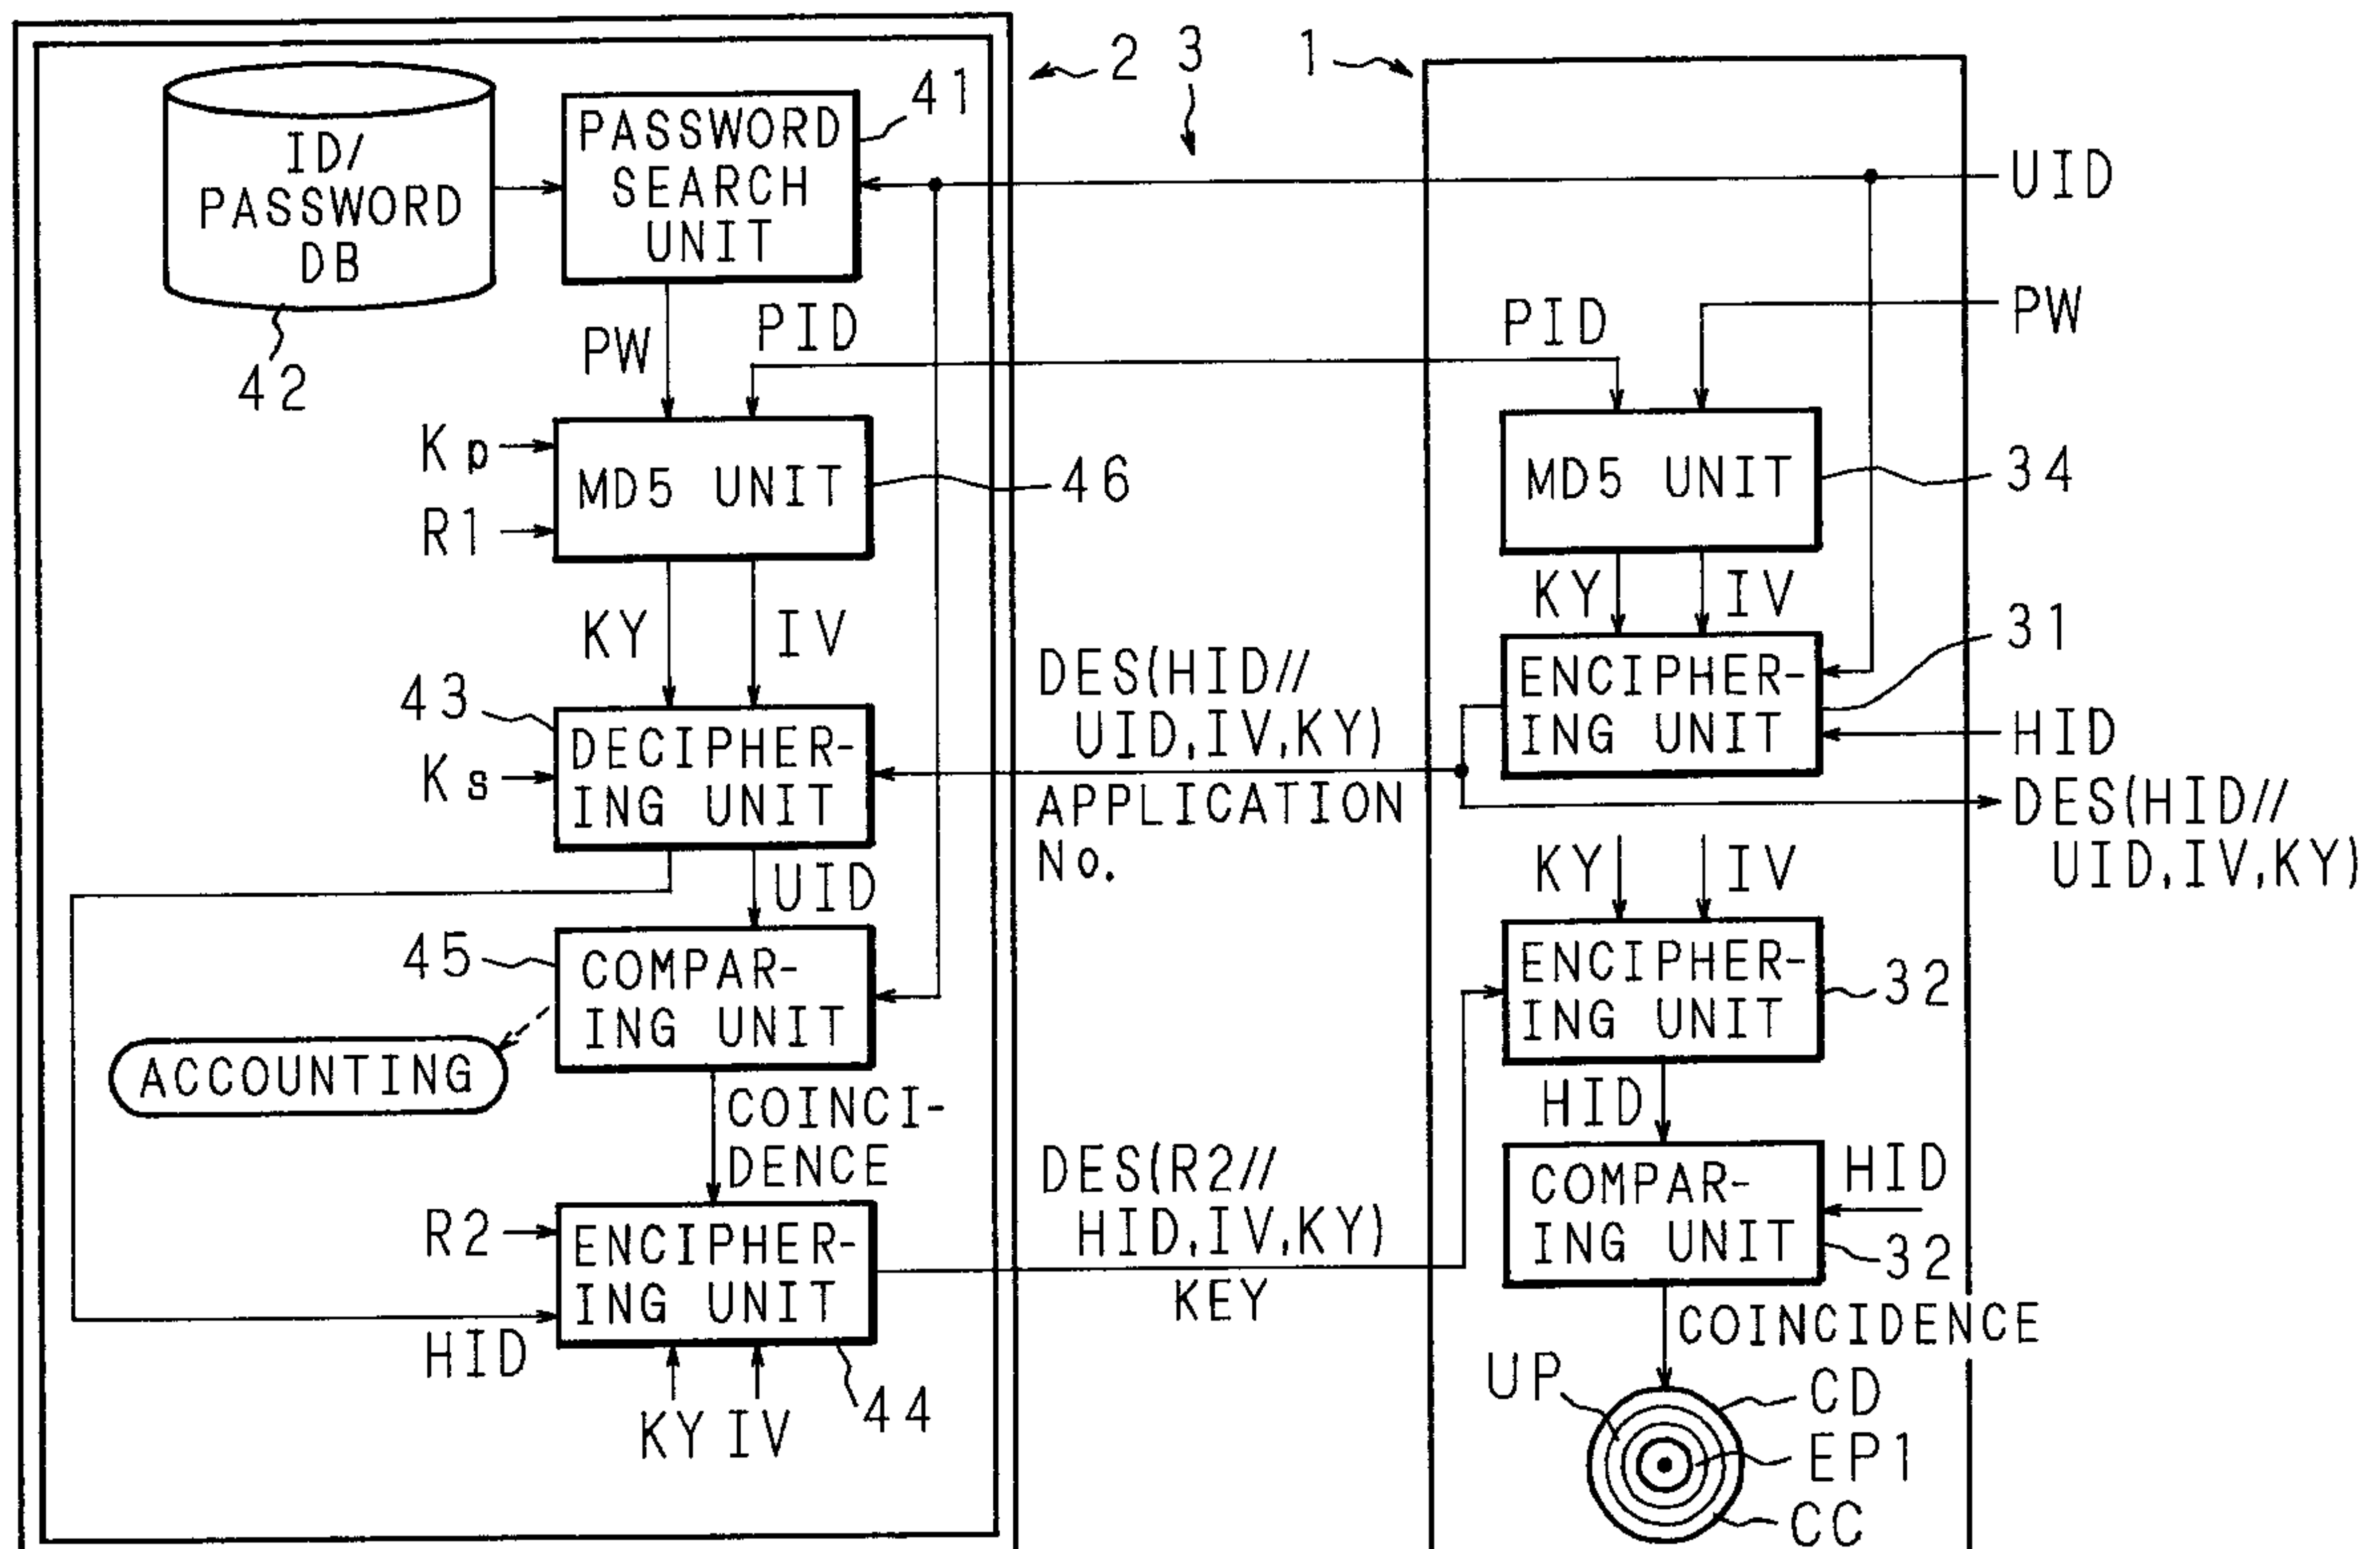 2
3
1
ID/
PASSWORD
DB
42
PASSWORD
SEARCH
UNIT
41
UID
PW
PID
PID
PW
Kp
R1
MD5 UNIT
46
MD5 UNIT
34
KY
IV
KY
IV
43
Ks
DECIPHER-
ING UNIT
DES(HID//
UID,IV,KY)
APPLICATION
No.
ENCIPHER-
ING UNIT
31
HID
DES(HID//
UID,IV,KY)
UID
KY
IV
45
COMPAR-
ING UNIT
ENCIPHER-
ING UNIT
32
ACCOUNTING
COINCI-
DENCE
HID
R2
HID
ENCIPHER-
ING UNIT
44
KY IV
DES(R2//
HID,IV,KY)
KEY
COMPAR-
ING UNIT
HID
32
COINCIDENCE
UP
CD
EP1
CC